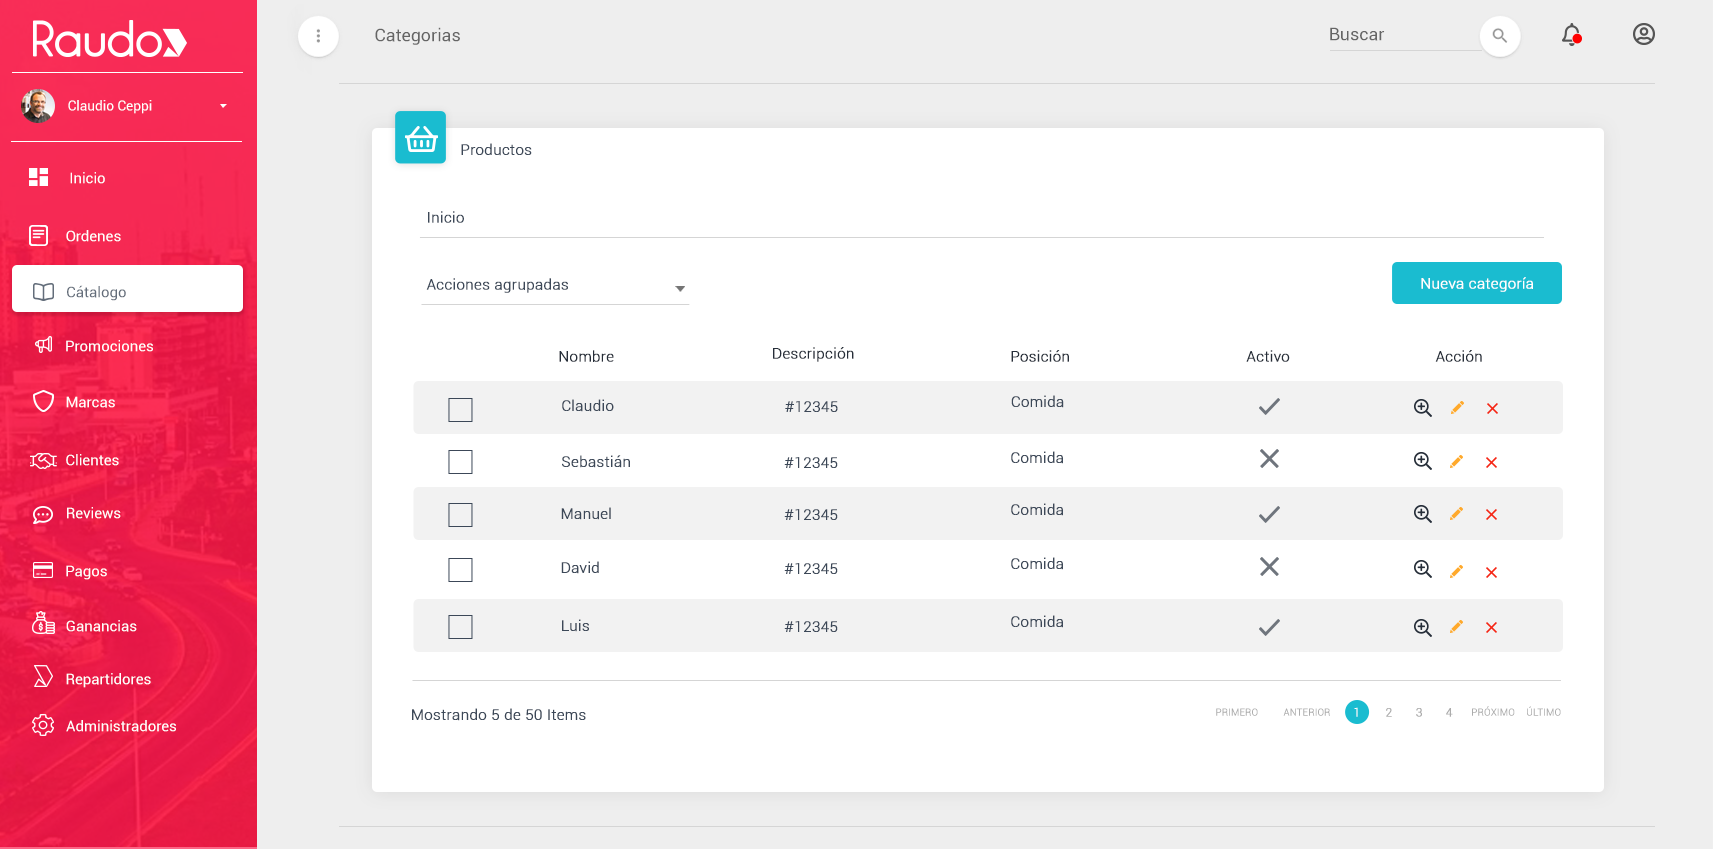 Raudo
Claudio Ceppi
Inicio
Ordenes
Cátalogo
Promociones
Marcas
Clientes
Reviews
Pagos
Ganancias
Repartidores
Administradores
Categorias
Buscar
Productos
Inicio
Acciones agrupadas
Nueva categoría
Nombre Descripción Posición Activo Acción
Claudio #12345 Comida
Sebastián #12345 Comida
Manuel #12345 Comida
David #12345 Comida
Luis #12345 Comida
Mostrando 5 de 50 Items
PRIMERO ANTERIOR 1 2 3 4 PRÓXIMO ÚLTIMO